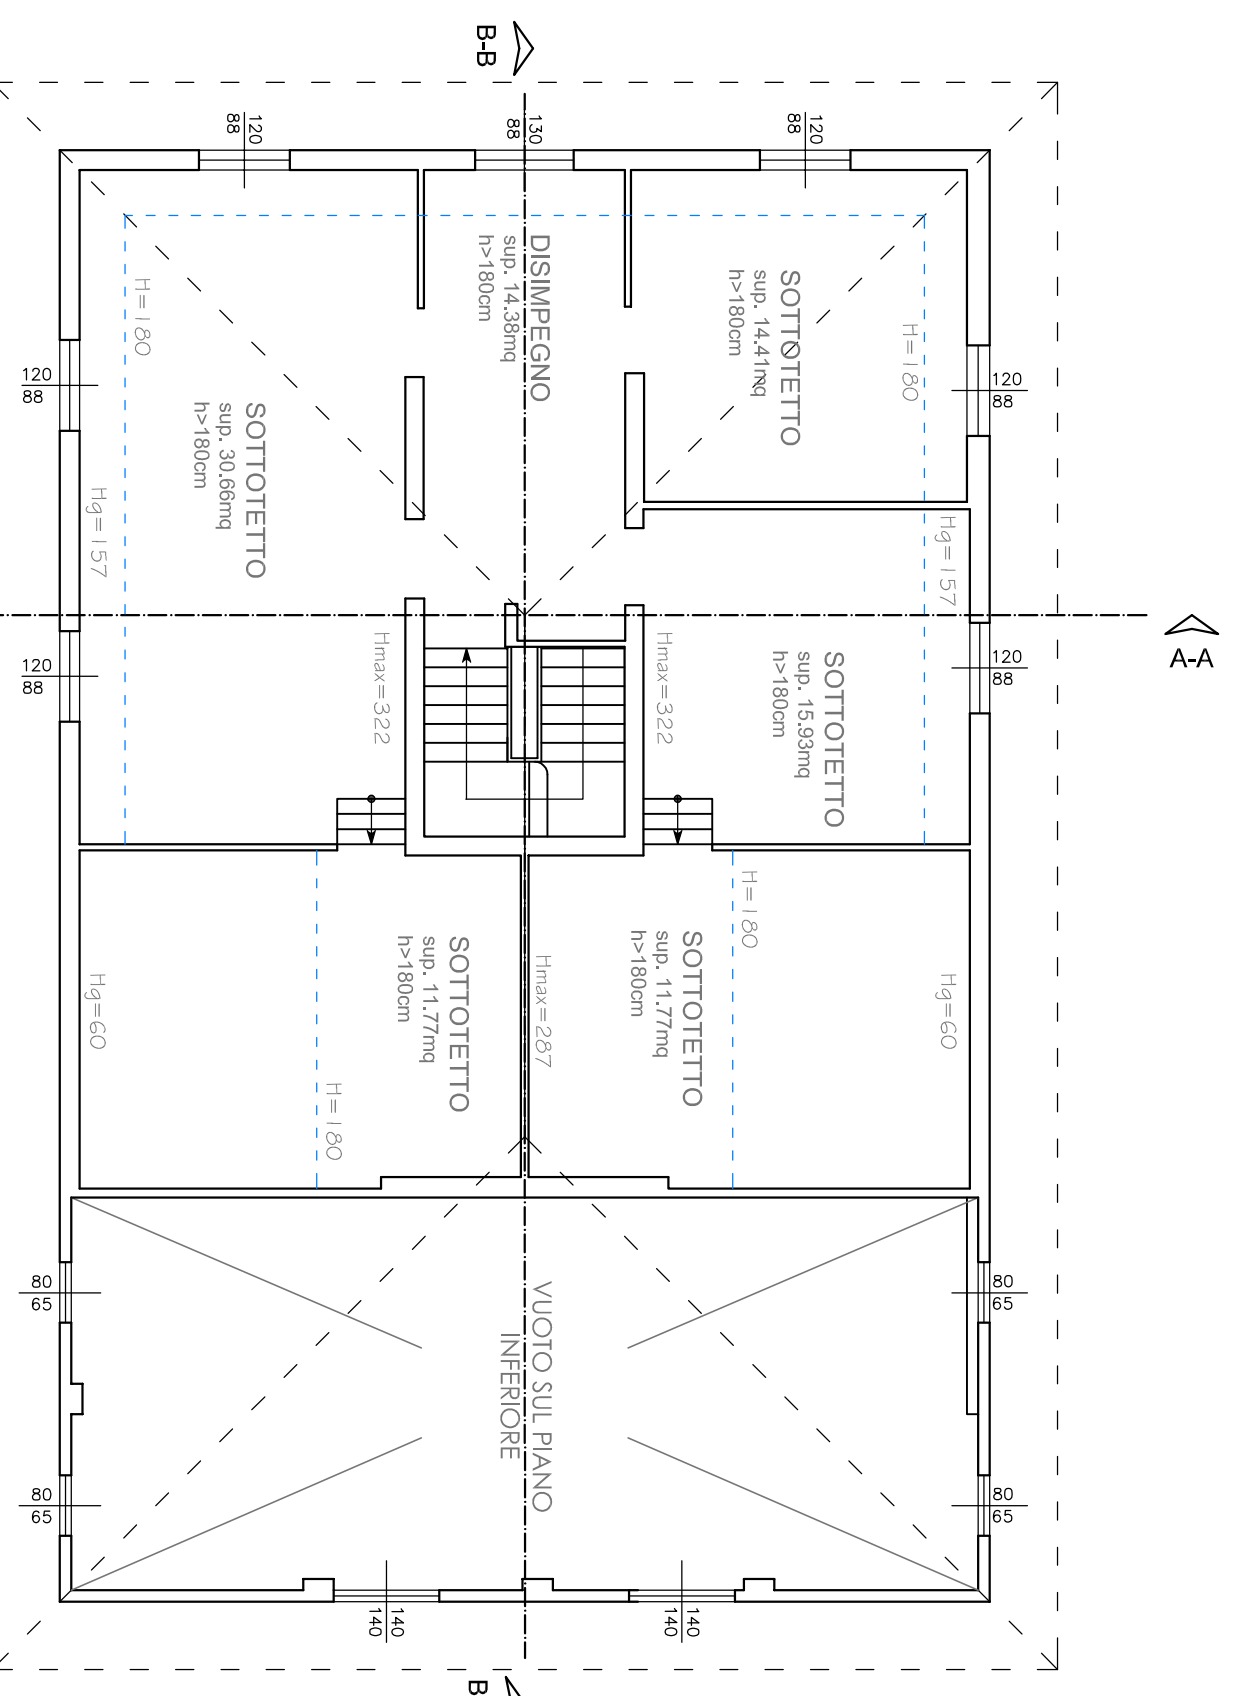 B-B
120
88
130
88
120
88
DISIMPEGNO
sup. 14.38mq
h>180cm
SOTTOTETTO
sup. 14.41mq
h>180cm
H=180
H=180
120
88
120
88
SOTTOTETTO
sup. 30.66mq
h>180cm
Hg=157
Hg=157
A-A
120
88
120
88
Hmax=322
Hmax=322
SOTTOTETTO
sup. 15.93mq
h>180cm
H=180
SOTTOTETTO
sup. 11.77mq
h>180cm
SOTTOTETTO
sup. 11.77mq
h>180cm
Hmax=287
Hg=60
Hg=60
H=180
80
65
80
65
VUOTO SUL PIANO
INFERIORE
80
65
80
65
140
140
140
140
B